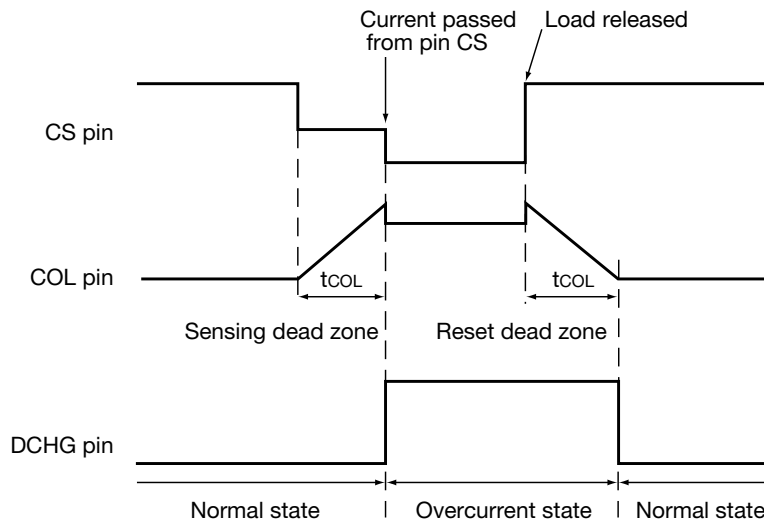 Current passed
from pin CS
Load released
CS pin
COL pin
tCOL
tCOL
Sensing dead zone
Reset dead zone
DCHG pin
Normal state
Overcurrent state
Normal state